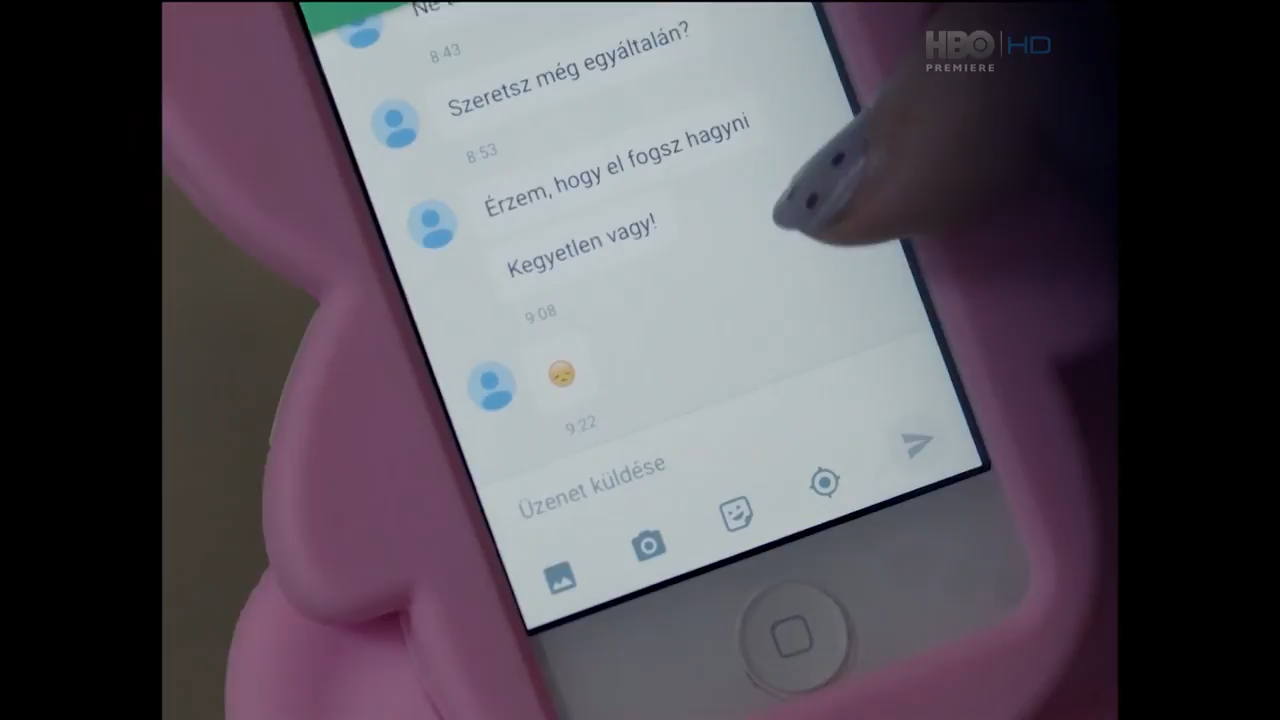 Ne
8:43
Szeretsz még egyáltalán?
8:53
Érzem, hogy el fogsz hagyni
Kegyetlen vagy!
9:08
9:22
Üzenet küldése
HBO HD
PREMIERE